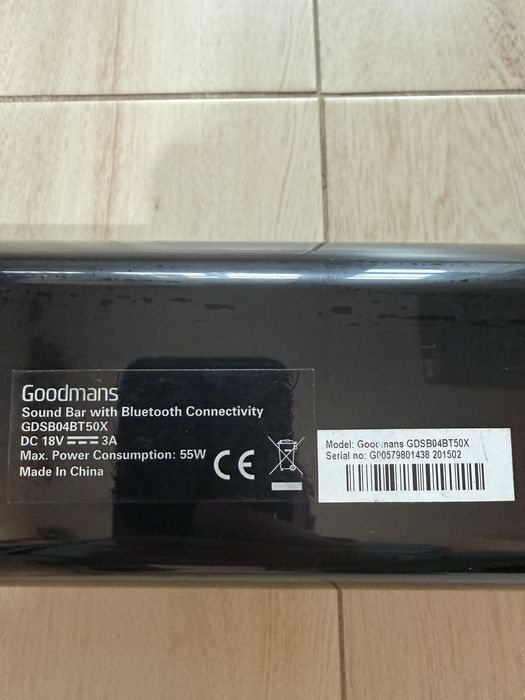 Goodmans
Sound Bar with Bluetooth Connectivity
GDSB04BT50X
DC 18V ⎓ 3A
Max. Power Consumption: 55W
Made In China
CE
Model: Goodmans GDSB04BT50X
Serial no: G00579801438 201502